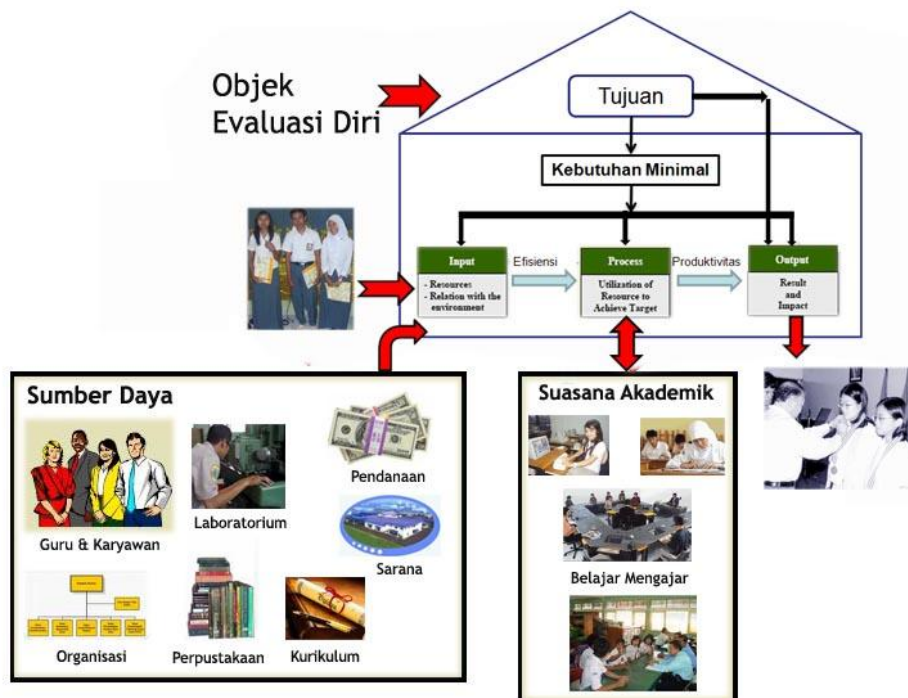 Objek
Evaluasi Diri
Tujuan
Kebutuhan Minimal
Input
- Resources
- Relation with the
environment
Efisiensi
Process
Utilization of
Resource to
Achieve Target
Produktivitas
Output
Result
and
Impact
Sumber Daya
Guru & Karyawan
Laboratorium
Pendanaan
Sarana
Organisasi
Perpustakaan
Kurikulum
Suasana Akademik
Belajar Mengajar